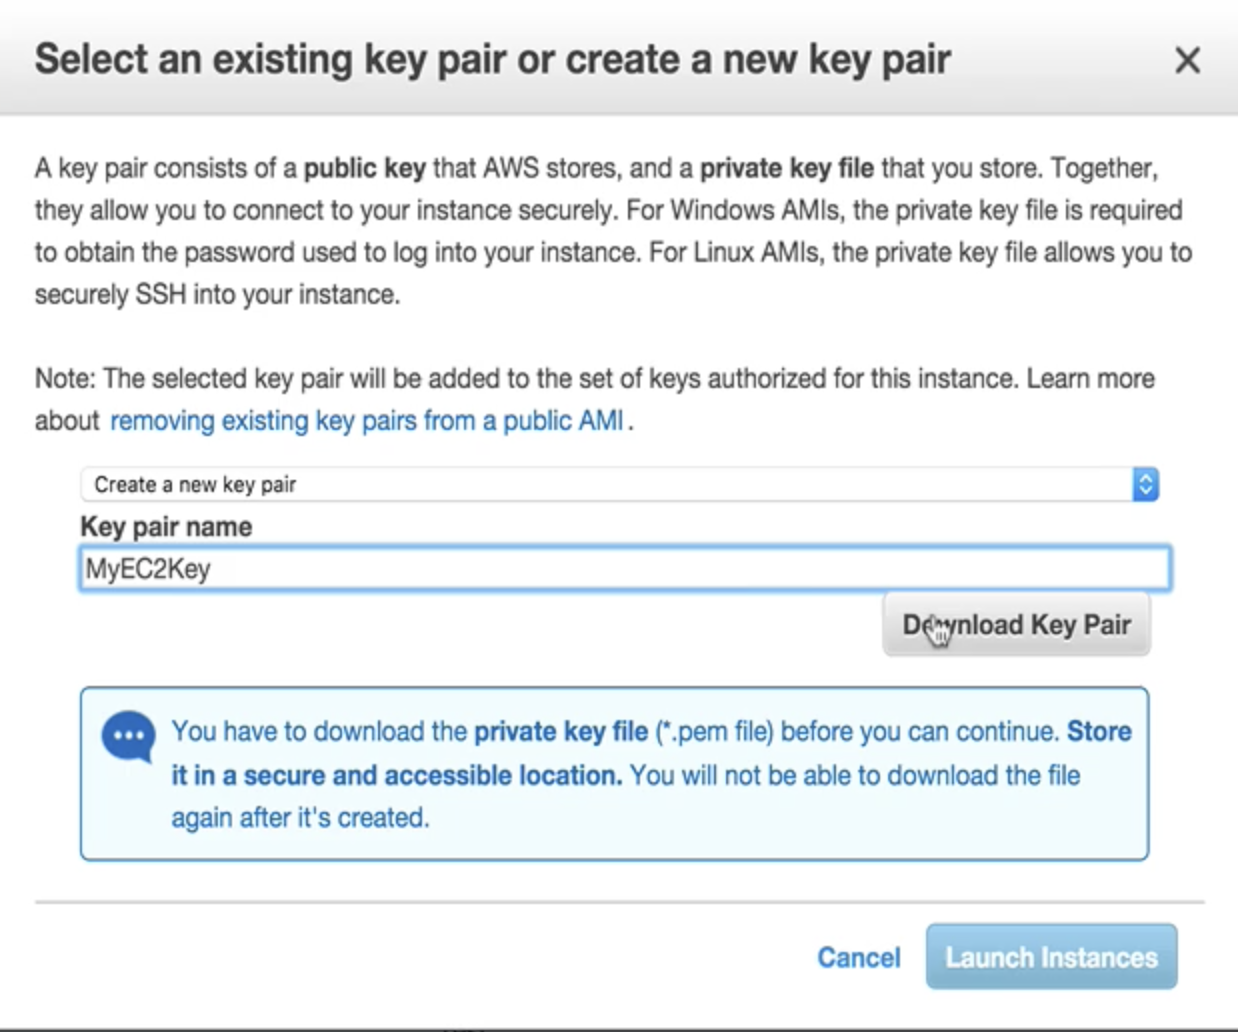 Select an existing key pair or create a new key pair
A key pair consists of a public key that AWS stores, and a private key file that you store. Together,
they allow you to connect to your instance securely. For Windows AMIs, the private key file is required
to obtain the password used to log into your instance. For Linux AMIs, the private key file allows you to
securely SSH into your instance.
Note: The selected key pair will be added to the set of keys authorized for this instance. Learn more
about removing existing key pairs from a public AMI .
Create a new key pair
Key pair name
MyEC2Key
Download Key Pair
You have to download the private key file (*.pem file) before you can continue. Store
it in a secure and accessible location. You will not be able to download the file
again after it's created.
Cancel
Launch Instances